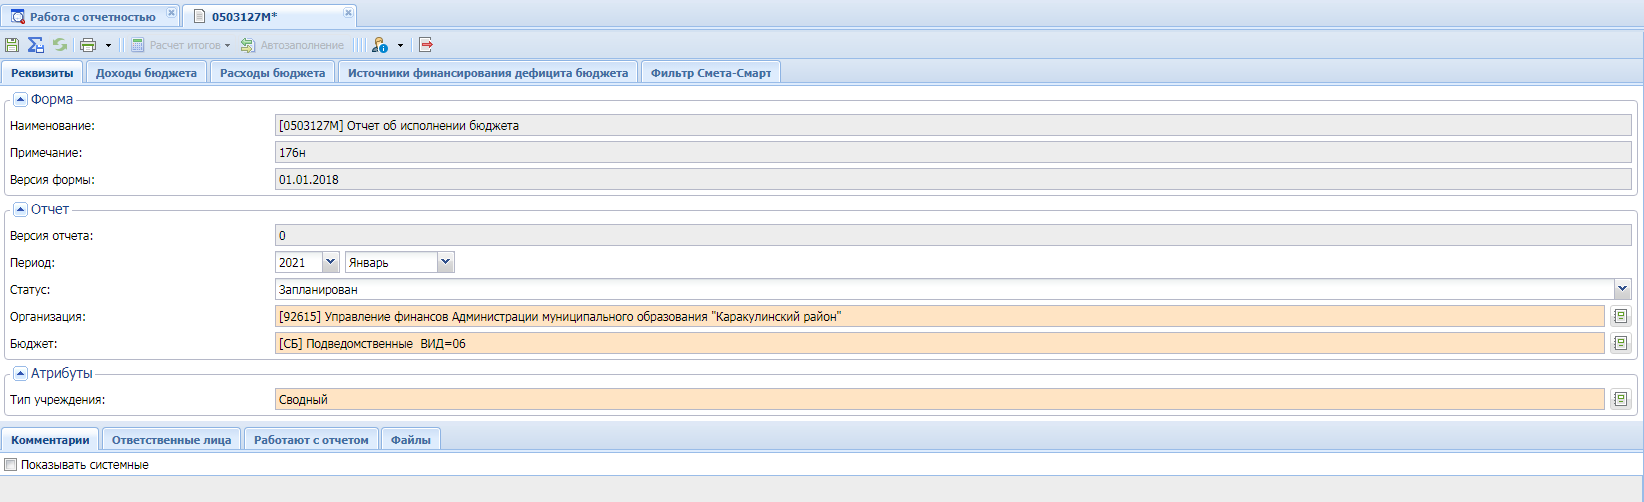 Работа с отчетностью 0503127М*
Расчет итогов Автозаполнение
Реквизиты Доходы бюджета Расходы бюджета Источники финансирования дефицита бюджета Фильтр Смета-Смарт
Форма
Наименование: [0503127М] Отчет об исполнении бюджета
Примечание: 176н
Версия формы: 01.01.2018
Отчет
Версия отчета: 0
Период: 2021 Январь
Статус: Запланирован
Организация: [92615] Управление финансов Администрации муниципального образования "Каракулинский район"
Бюджет: [СБ] Подведомственные ВИД=06
Атрибуты
Тип учреждения: Сводный
Комментарии Ответственные лица Работают с отчетом Файлы
Показывать системные